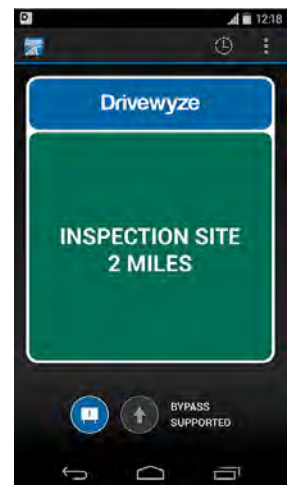 12:18
Drivewyze
INSPECTION SITE
2 MILES
BYPASS
SUPPORTED